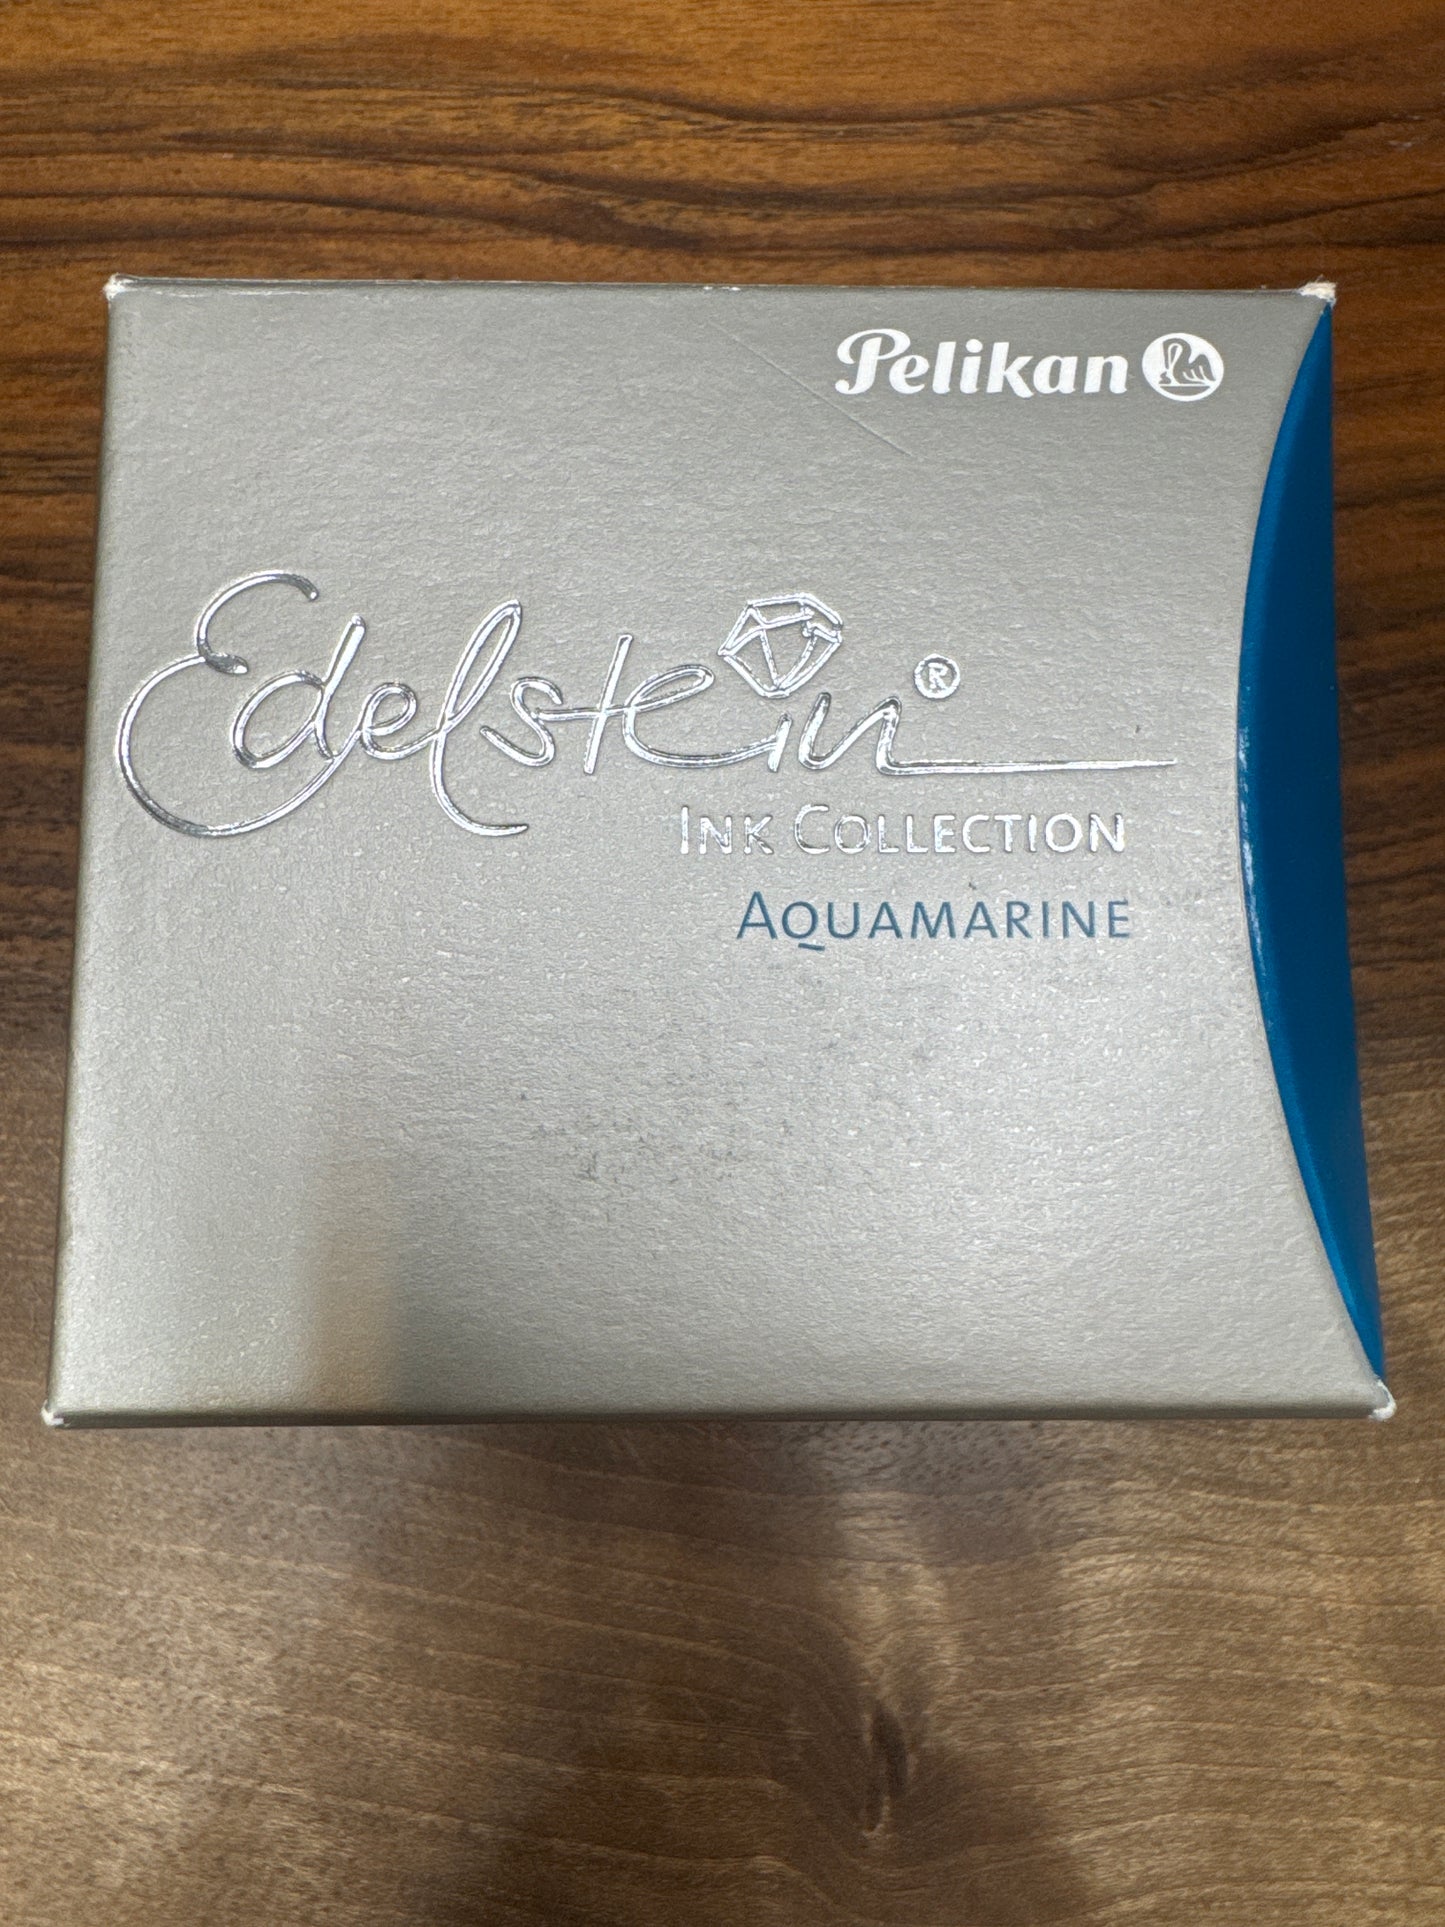 Pelikan
Edelstein®
INK COLLECTION
AQUAMARINE